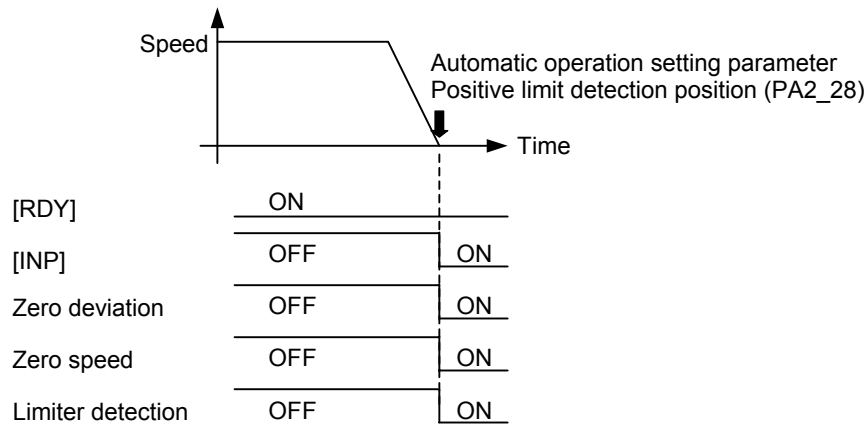 Speed
Automatic operation setting parameter
Positive limit detection position (PA2_28)
Time
[RDY] ON
[INP] OFF ON
Zero deviation OFF ON
Zero speed OFF ON
Limiter detection OFF ON